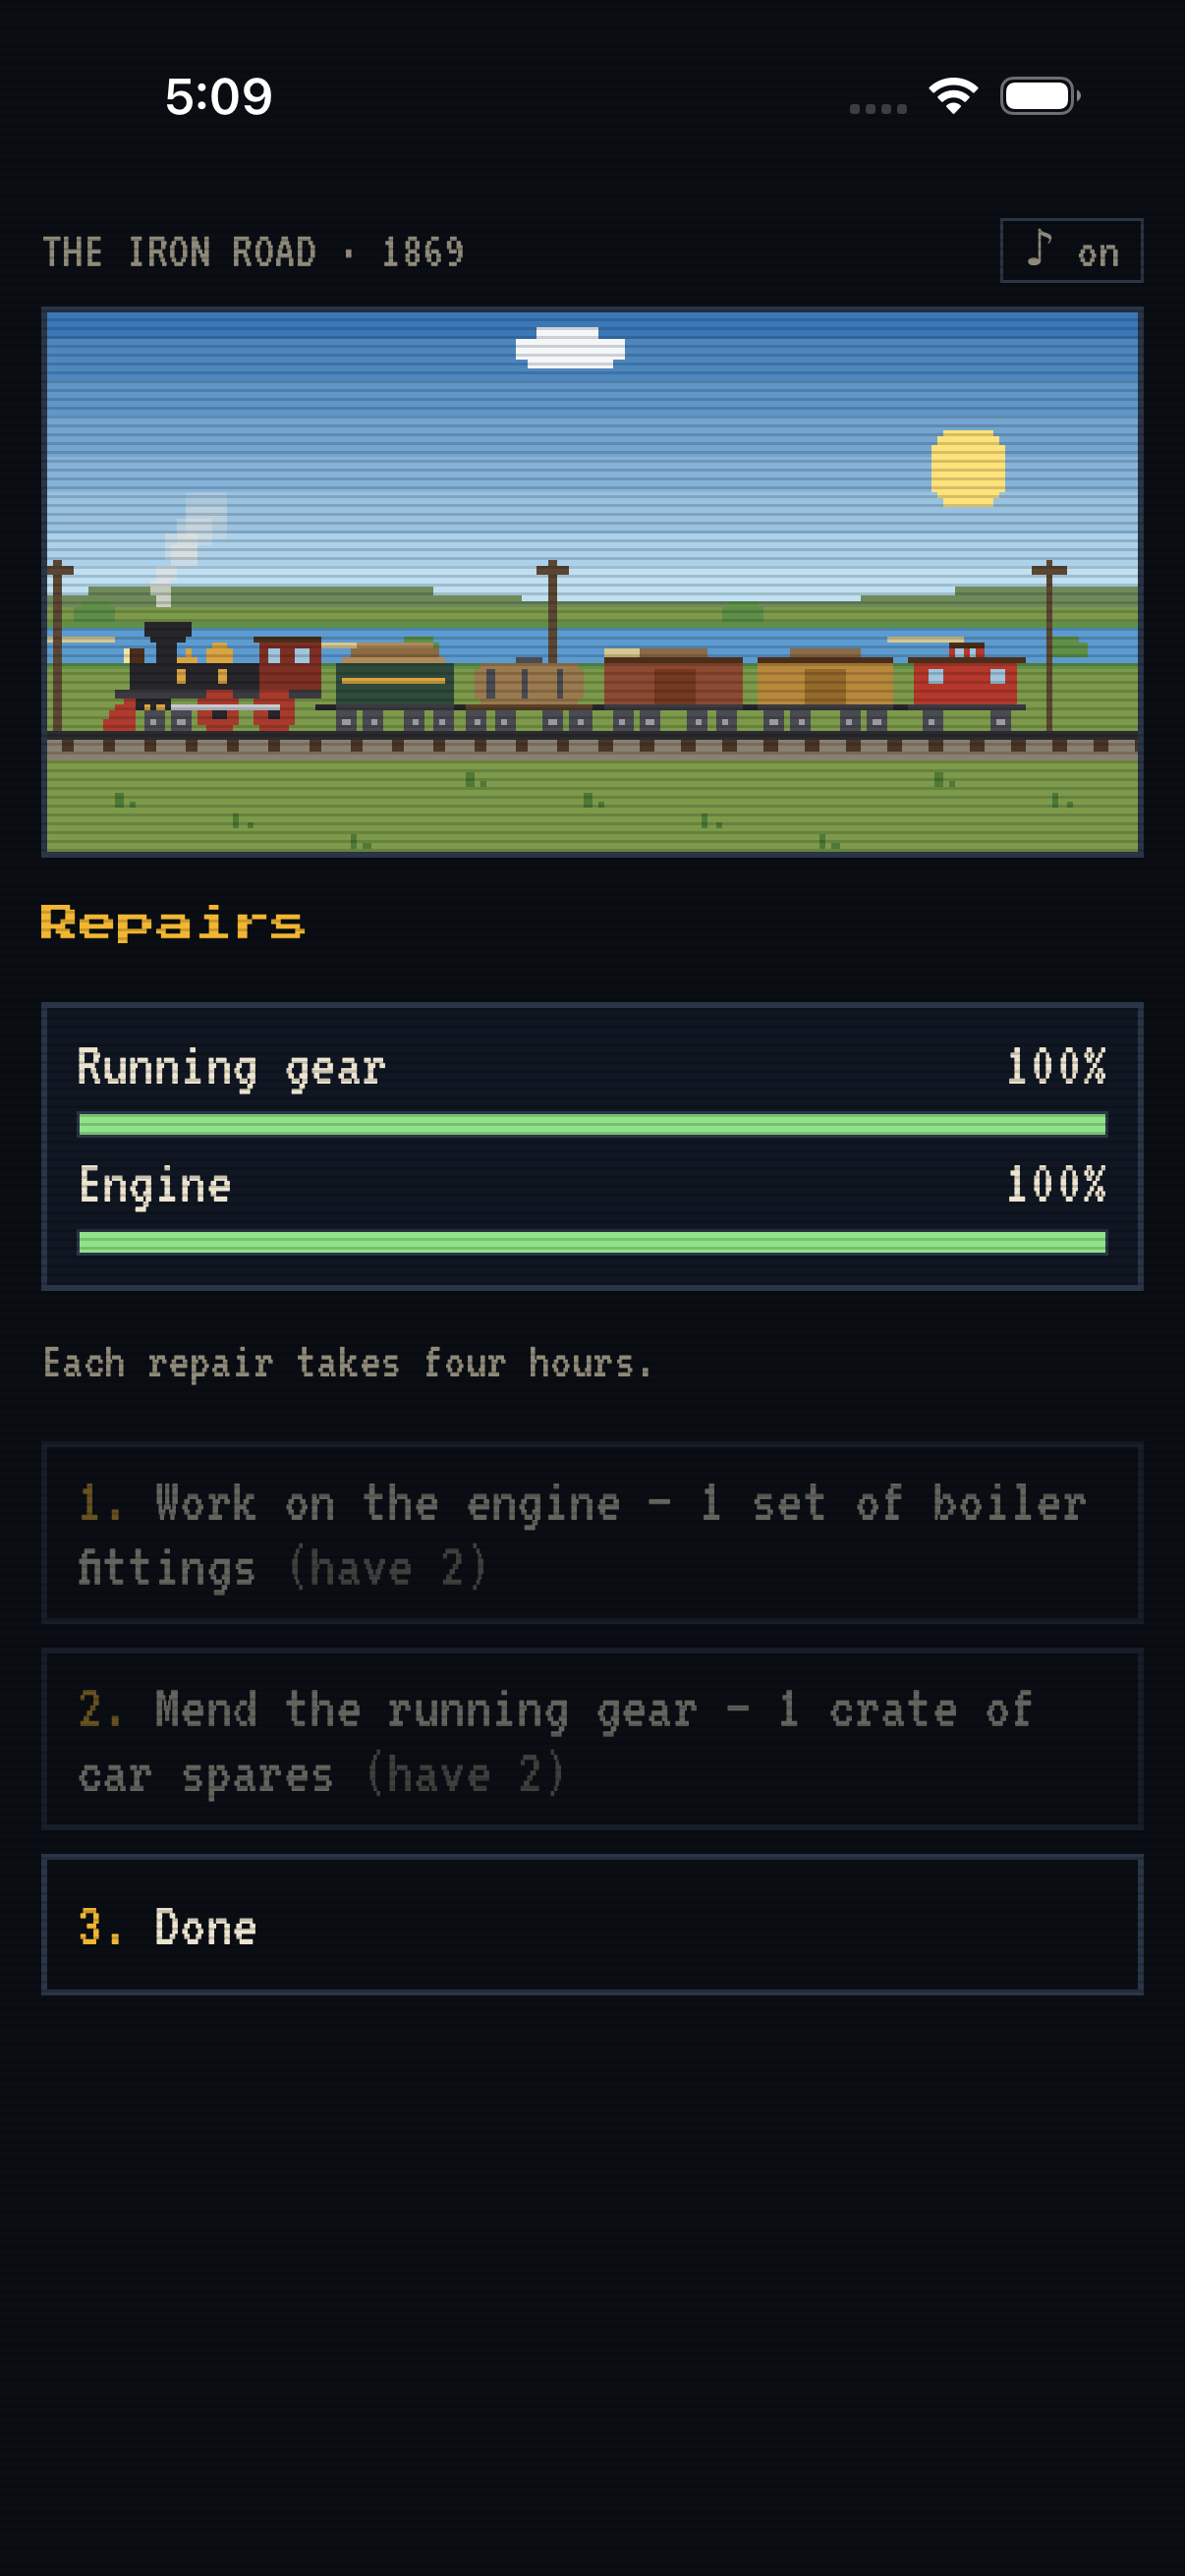 5:09
THE IRON ROAD · 1869
♪ on
Repairs
Running gear 100%
Engine 100%
Each repair takes four hours.
1. Work on the engine — 1 set of boiler
fittings (have 2)
2. Mend the running gear — 1 crate of
car spares (have 2)
3. Done